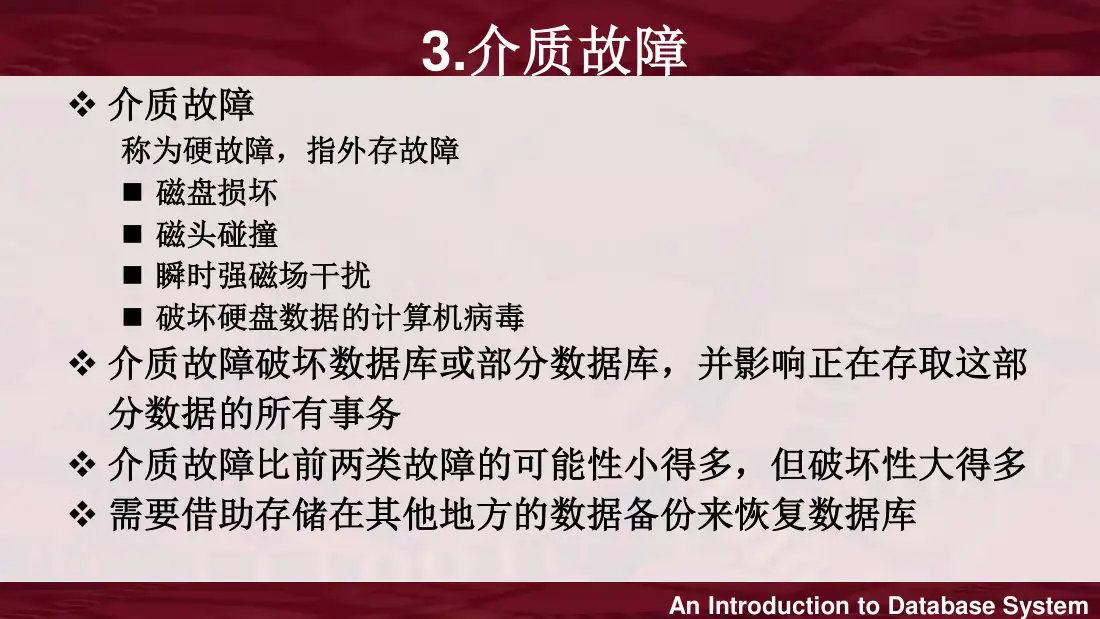 3.介质故障
❖ 介质故障
称为硬故障，指外存故障
■ 磁盘损坏
■ 磁头碰撞
■ 瞬时强磁场干扰
■ 破坏硬盘数据的计算机病毒
❖ 介质故障破坏数据库或部分数据库，并影响正在存取这部
分数据的所有事务
❖ 介质故障比前两类故障的可能性小得多，但破坏性大得多
❖ 需要借助存储在其他地方的数据备份来恢复数据库
An Introduction to Database System